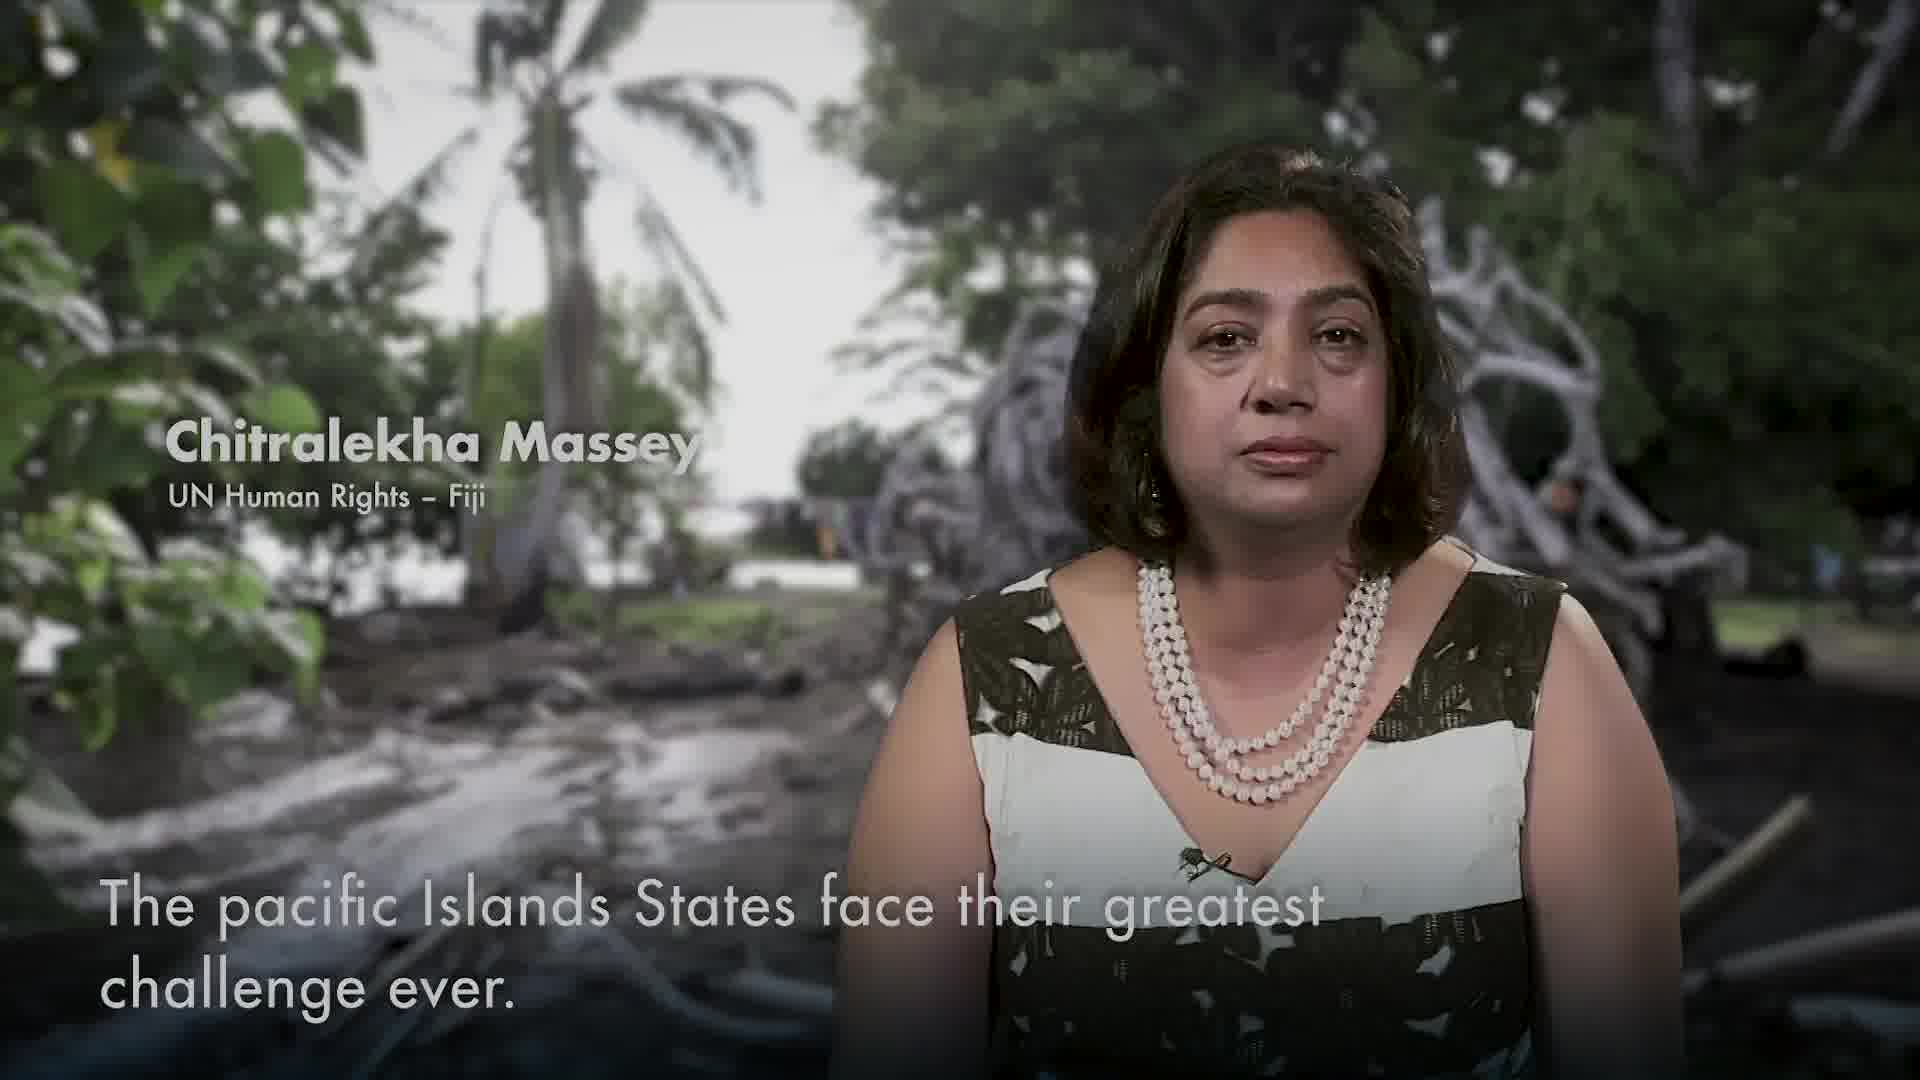 Chitralekha Massey
UN Human Rights – Fiji
The pacific Islands States face their greatest
challenge ever.